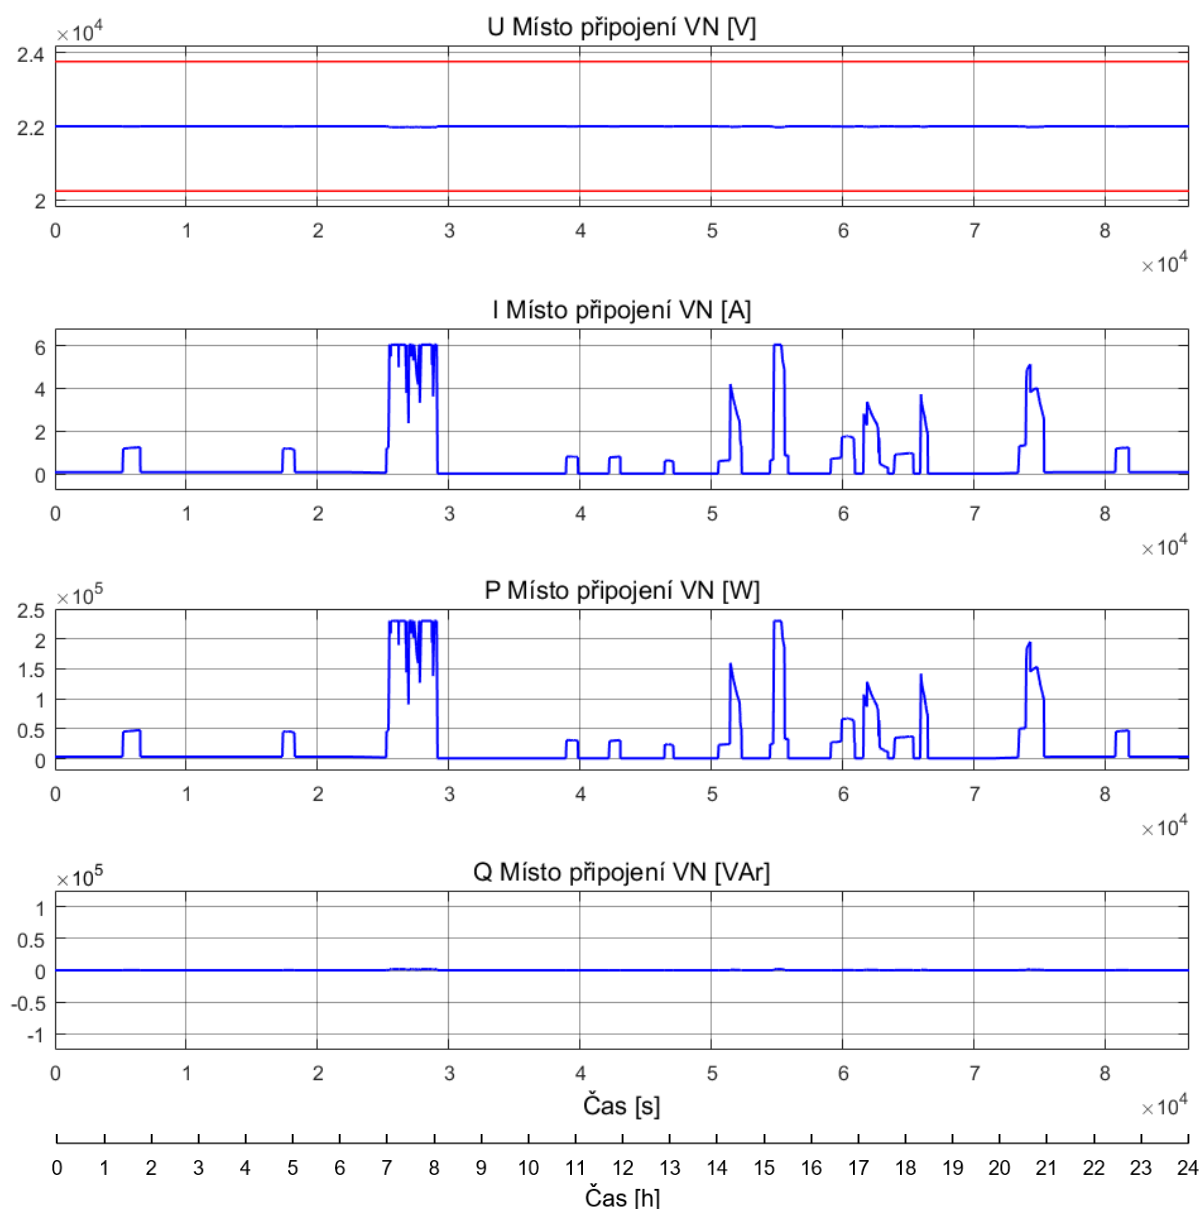 U Místo připojení VN [V]
×10⁴
2.4
2.2
2
0 1 2 3 4 5 6 7 8
×10⁴
I Místo připojení VN [A]
6
4
2
0
0 1 2 3 4 5 6 7 8
×10⁴
P Místo připojení VN [W]
×10⁵
2.5
2
1.5
1
0.5
0
0 1 2 3 4 5 6 7 8
×10⁴
Q Místo připojení VN [VAr]
×10⁵
1
0.5
0
-0.5
-1
0 1 2 3 4 5 6 7 8
Čas [s]
×10⁴
0 1 2 3 4 5 6 7 8 9 10 11 12 13 14 15 16 17 18 19 20 21 22 23 24
Čas [h]